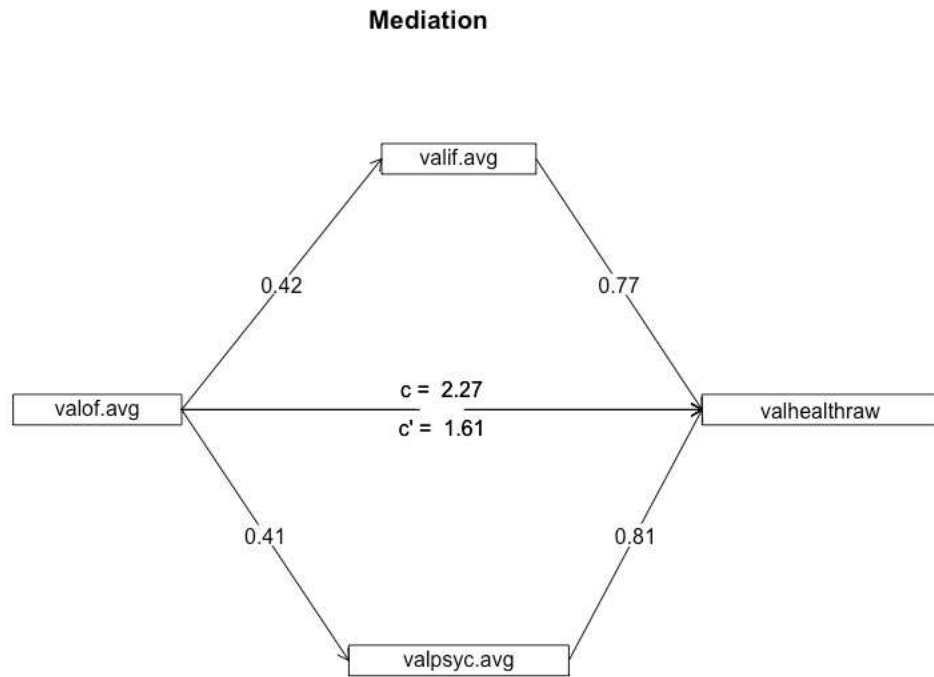 Mediation
valif.avg
0.42
0.77
c = 2.27
valof.avg
valhealthraw
c' = 1.61
0.41
0.81
valpsyc.avg